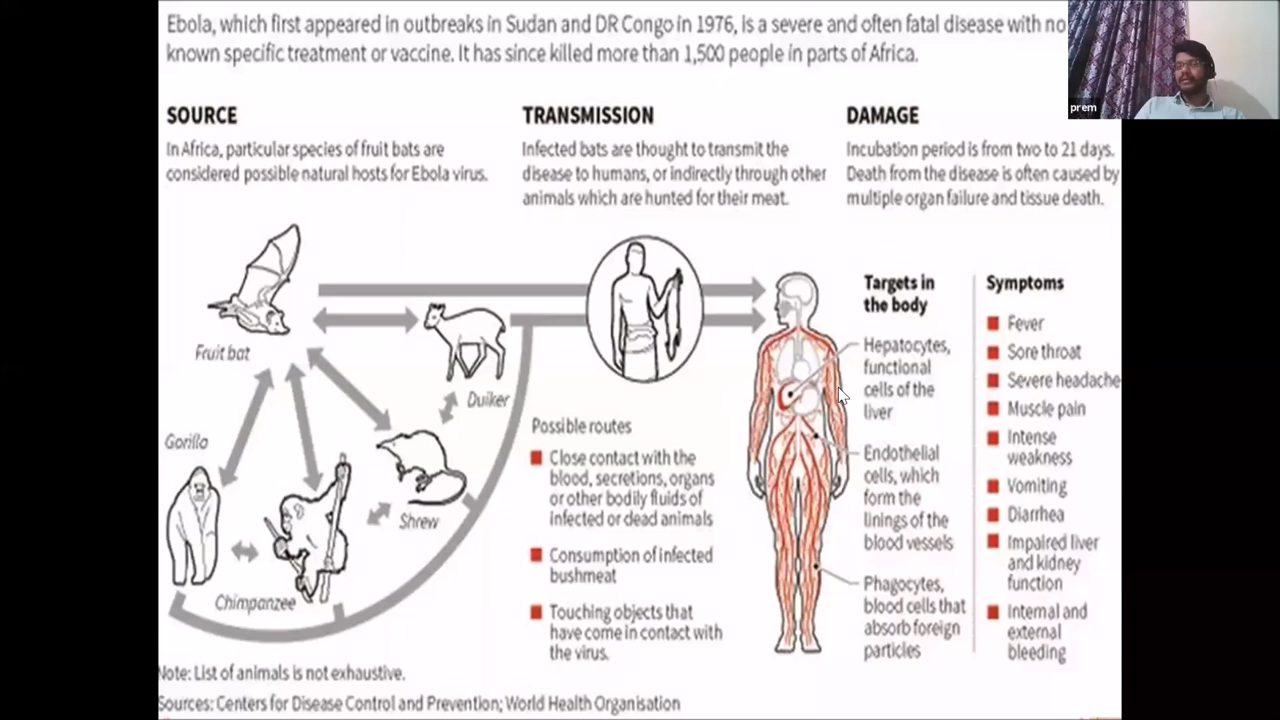 Ebola, which first appeared in outbreaks in Sudan and DR Congo in 1976, is a severe and often fatal disease with no
known specific treatment or vaccine. It has since killed more than 1,500 people in parts of Africa.
prem
SOURCE
In Africa, particular species of fruit bats are
considered possible natural hosts for Ebola virus.
TRANSMISSION
Infected bats are thought to transmit the
disease to humans, or indirectly through other
animals which are hunted for their meat.
DAMAGE
Incubation period is from two to 21 days.
Death from the disease is often caused by
multiple organ failure and tissue death.
Fruit bat
Duiker
Gorilla
Shrew
Chimpanzee
Possible routes
Close contact with the
blood, secretions, organs
or other bodily fluids of
infected or dead animals
Consumption of infected
bushmeat
Touching objects that
have come in contact with
the virus.
Targets in
the body
Hepatocytes,
functional
cells of the
liver
Endothelial
cells, which
form the
linings of the
blood vessels
Phagocytes,
blood cells that
absorb foreign
particles
Symptoms
Fever
Sore throat
Severe headache
Muscle pain
Intense
weakness
Vomiting
Diarrhea
Impaired liver
and kidney
function
Internal and
external
bleeding
Note: List of animals is not exhaustive.
Sources: Centers for Disease Control and Prevention; World Health Organisation